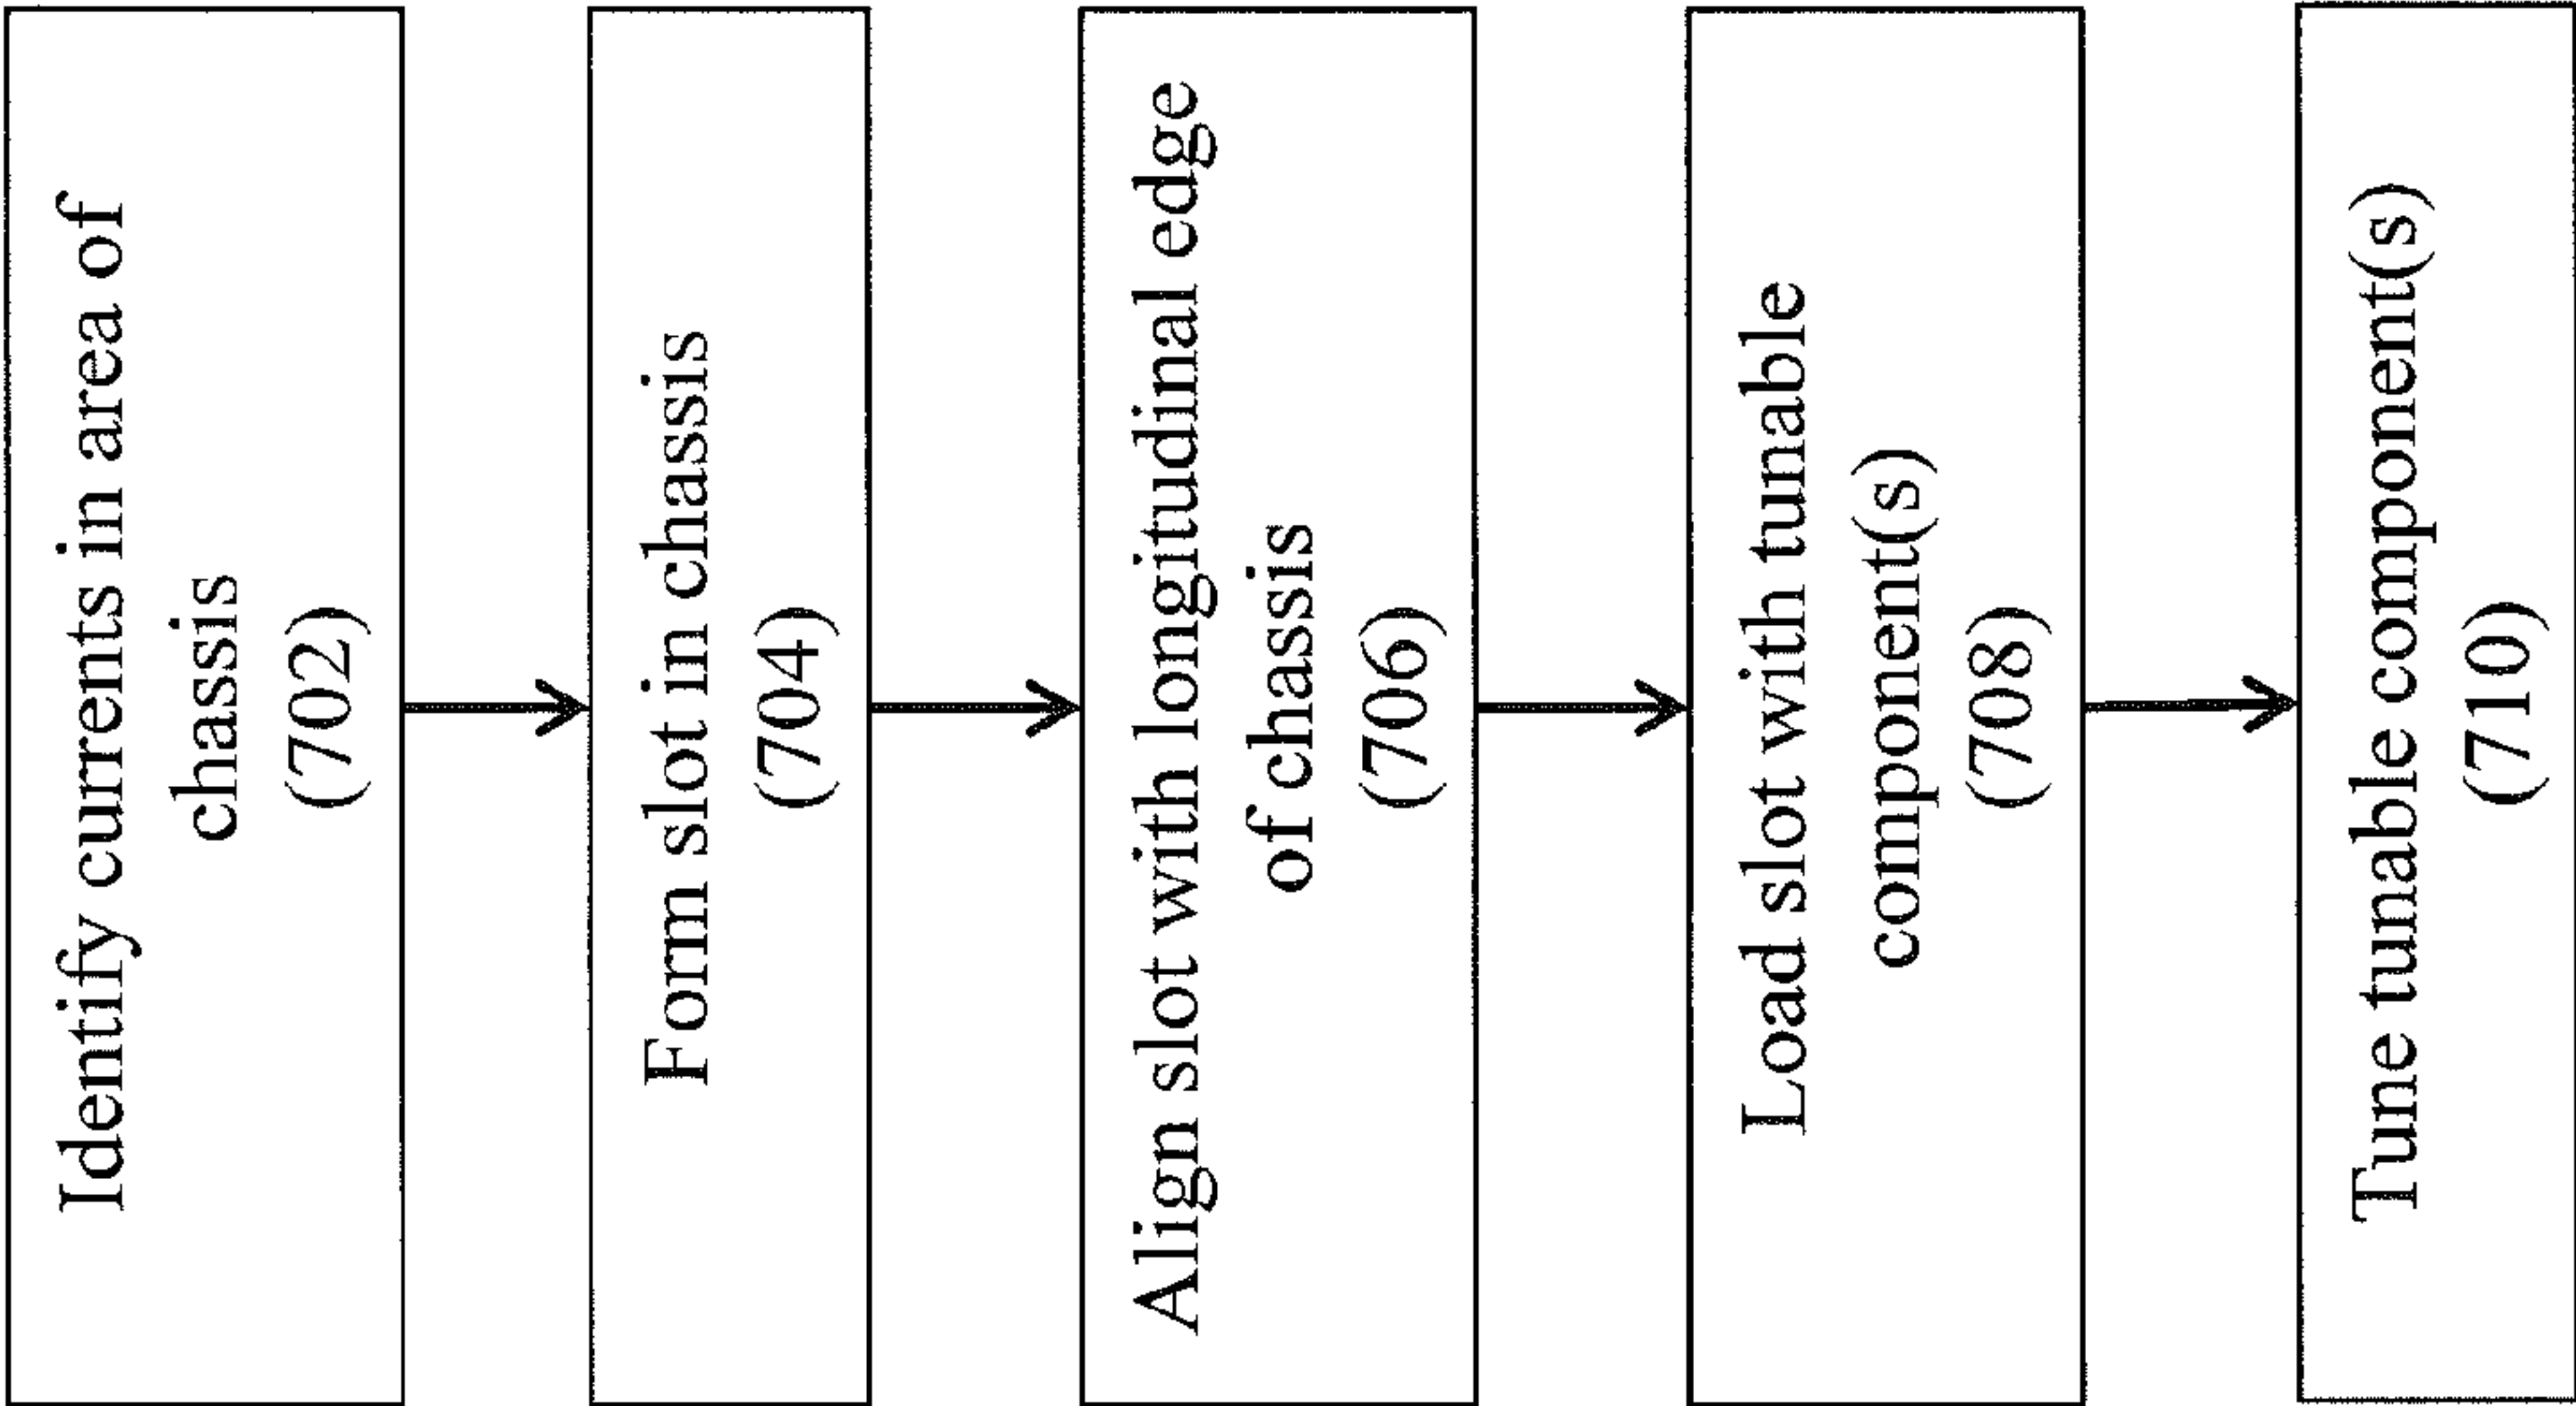 Identify currents in area of
chassis
(702)
Form slot in chassis
(704)
Align slot with longitudinal edge
of chassis
(706)
Load slot with tunable
component(s)
(708)
Tune tunable component(s)
(710)